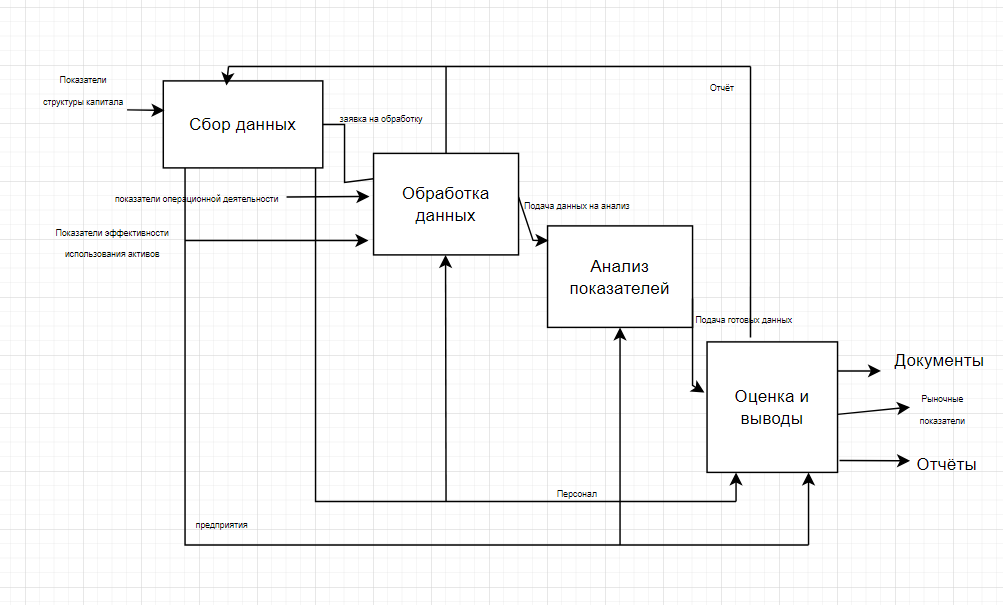 Показатели
структуры капитала
Сбор данных
заявка на обработку
Отчёт
показатели операционной деятельности
Обработка
данных
Подача данных на анализ
Показатели эффективности
использования активов
Анализ
показателей
Подача готовых данных
Оценка и
выводы
Документы
Рыночные
показатели
Отчёты
Персонал
предприятия